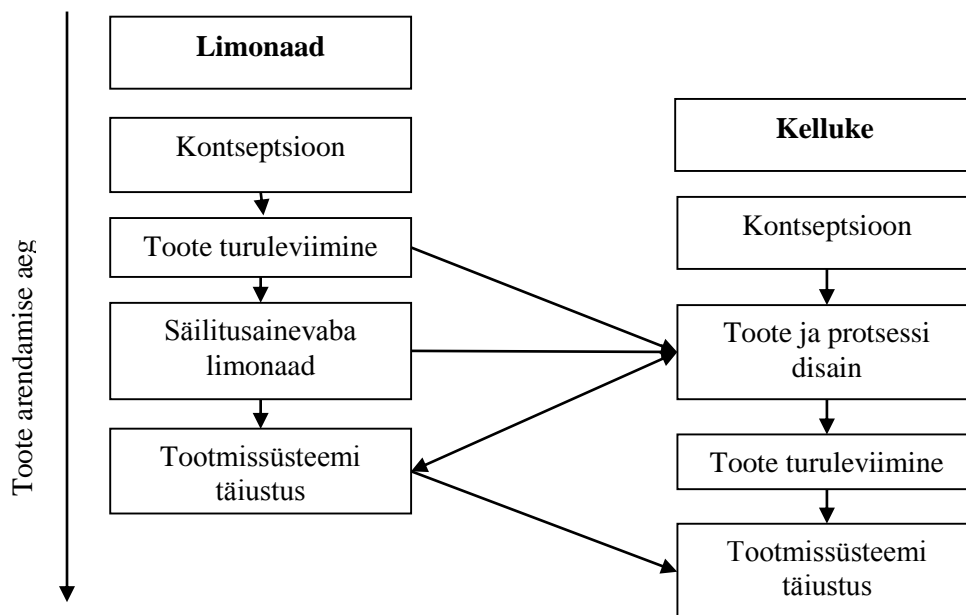 Toote arendamise aeg
Limonaad
Kontseptsioon
Toote turuleviimine
Säilitusainevaba
limonaad
Tootmissüsteemi
täiustus
Kelluke
Kontseptsioon
Toote ja protsessi
disain
Toote turuleviimine
Tootmissüsteemi
täiustus